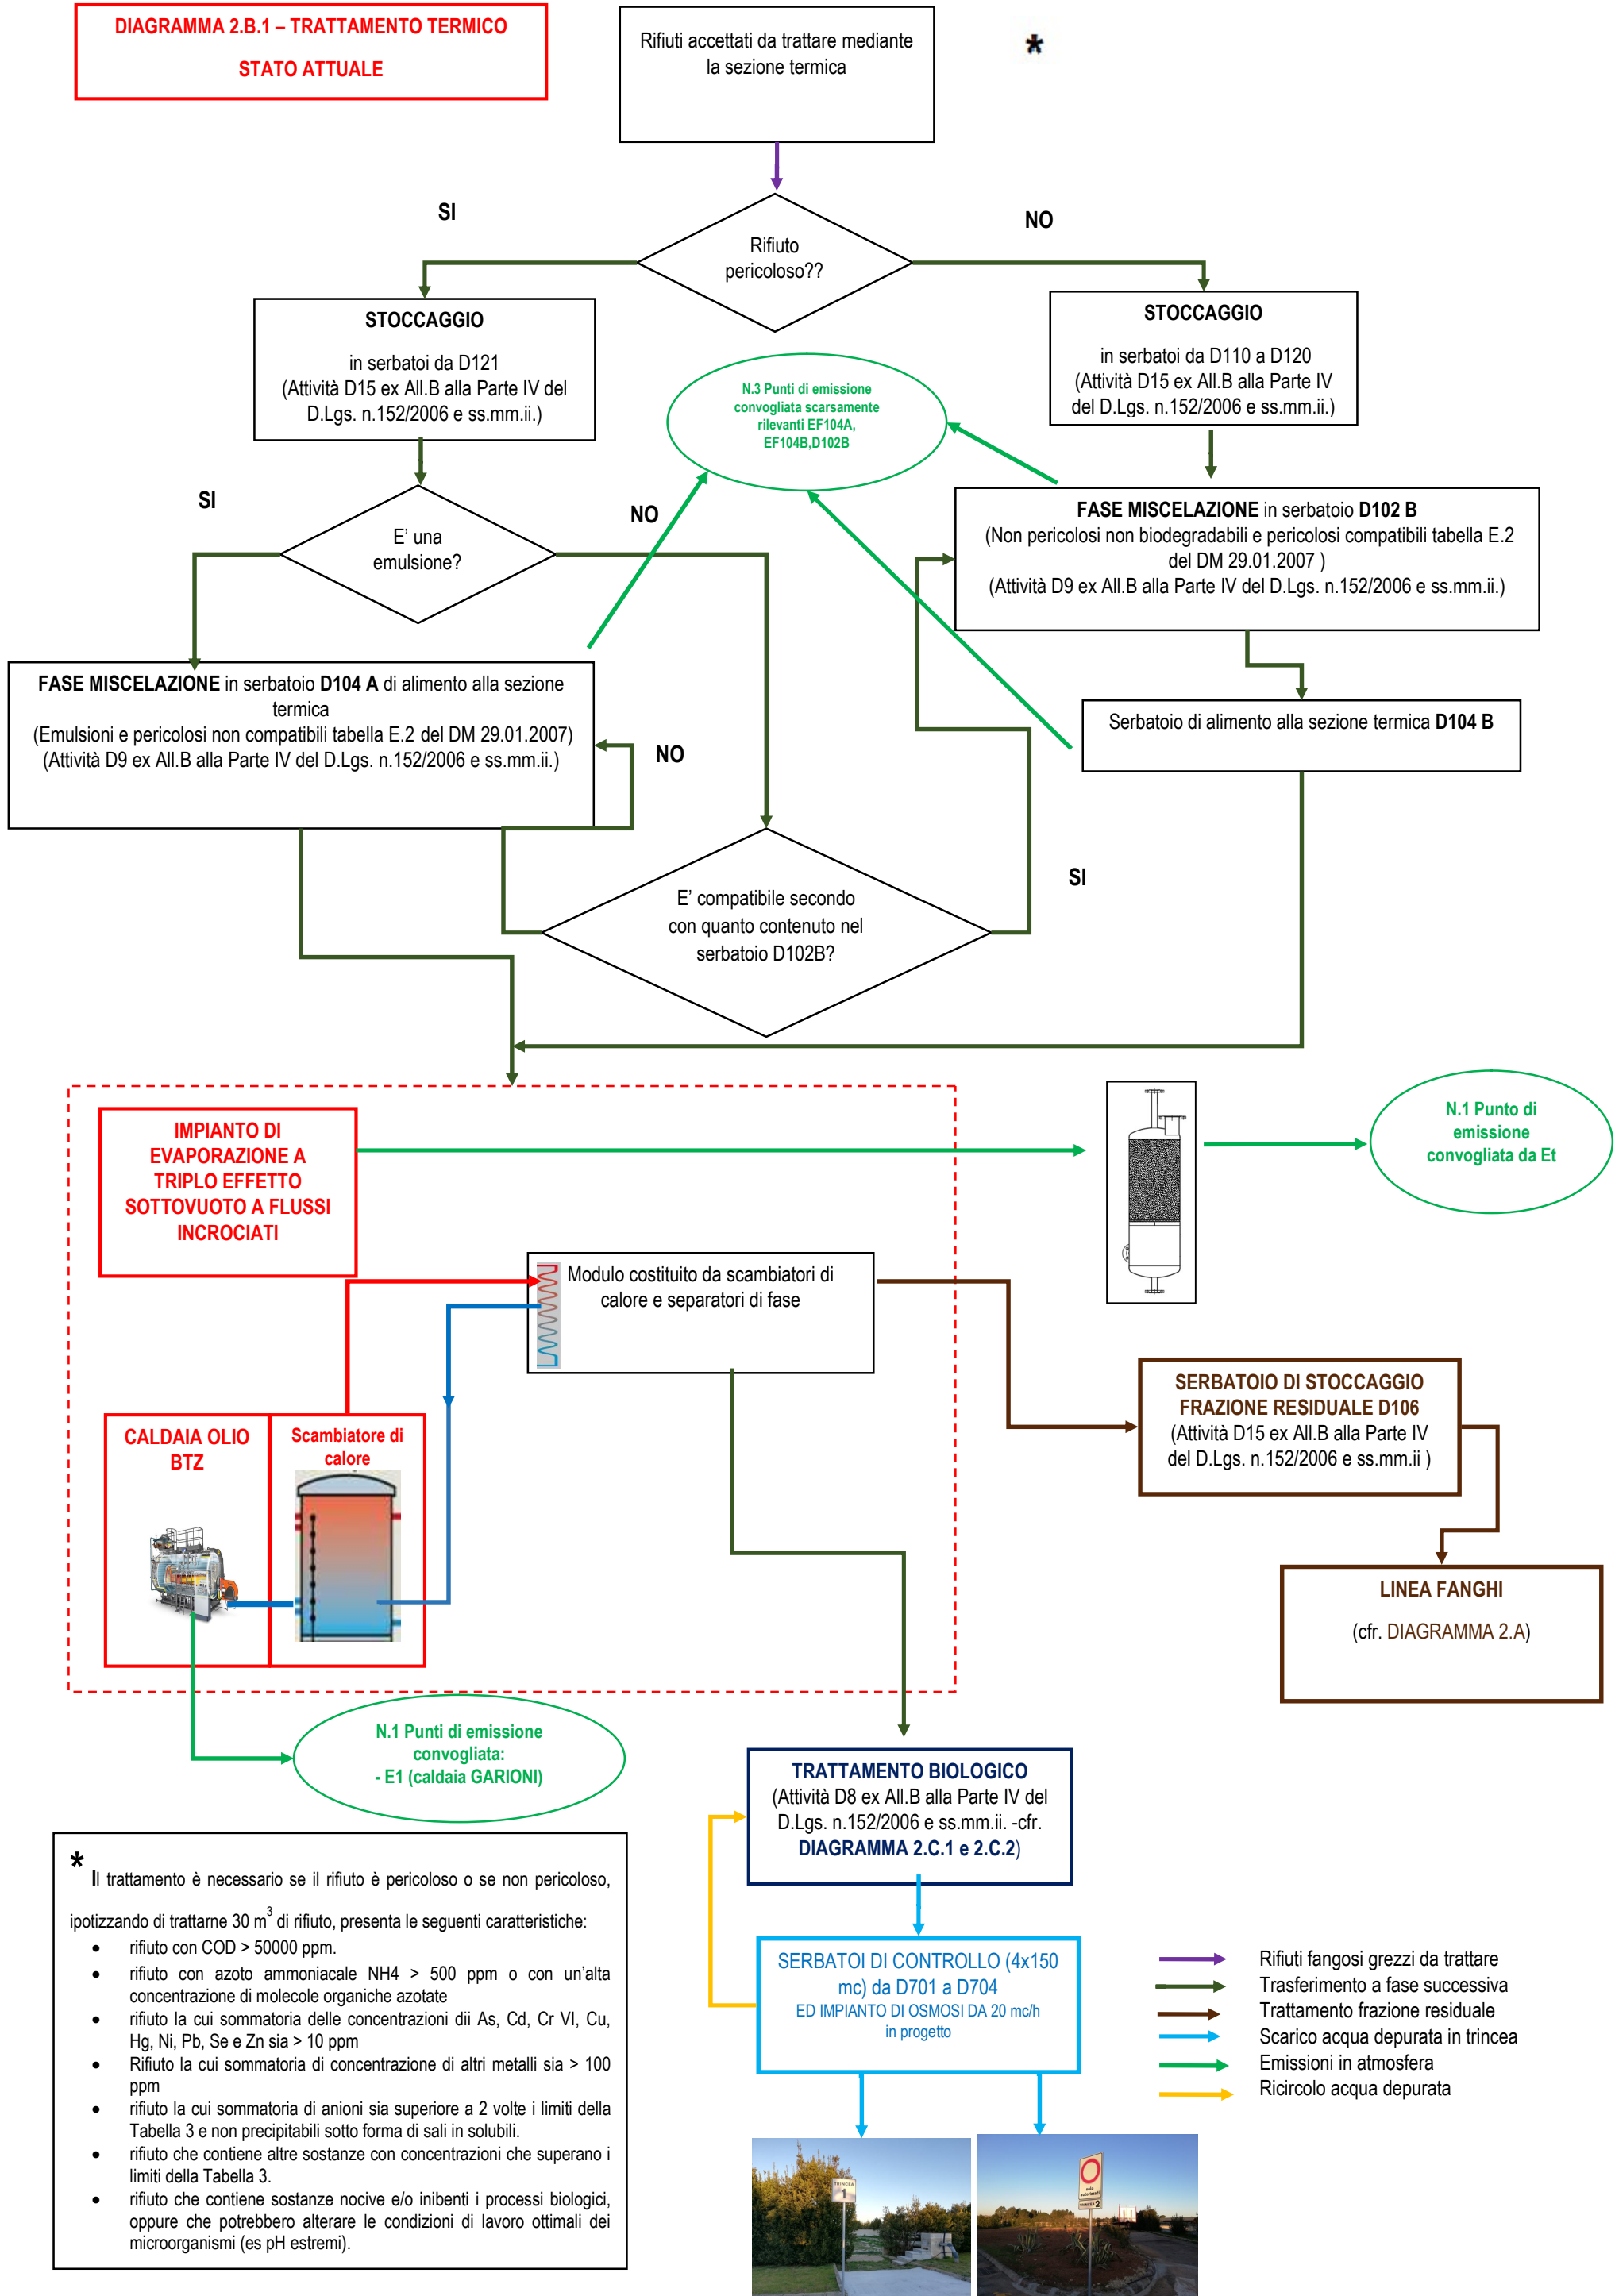 DIAGRAMMA 2.B.1 – TRATTAMENTO TERMICO
STATO ATTUALE
Rifiuti accettati da trattare mediante
la sezione termica
*
SI
NO
Rifiuto
pericoloso??
STOCCAGGIO
in serbatoi da D121
(Attività D15 ex All.B alla Parte IV del
D.Lgs. n.152/2006 e ss.mm.ii.)
STOCCAGGIO
in serbatoi da D110 a D120
(Attività D15 ex All.B alla Parte IV
del D.Lgs. n.152/2006 e ss.mm.ii.)
N.3 Punti di emissione
convogliata scarsamente
rilevanti EF104A,
EF104B,D102B
SI
NO
E' una
emulsione?
FASE MISCELAZIONE in serbatoio D102 B
(Non pericolosi non biodegradabili e pericolosi compatibili tabella E.2
del DM 29.01.2007 )
(Attività D9 ex All.B alla Parte IV del D.Lgs. n.152/2006 e ss.mm.ii.)
FASE MISCELAZIONE in serbatoio D104 A di alimento alla sezione
termica
(Emulsioni e pericolosi non compatibili tabella E.2 del DM 29.01.2007)
(Attività D9 ex All.B alla Parte IV del D.Lgs. n.152/2006 e ss.mm.ii.)
NO
Serbatoio di alimento alla sezione termica D104 B
E' compatibile secondo
con quanto contenuto nel
serbatoio D102B?
SI
IMPIANTO DI
EVAPORAZIONE A
TRIPLO EFFETTO
SOTTOVUOTO A FLUSSI
INCROCIATI
N.1 Punto di
emissione
convogliata da Et
Modulo costituito da scambiatori di
calore e separatori di fase
SERBATOIO DI STOCCAGGIO
FRAZIONE RESIDUALE D106
(Attività D15 ex All.B alla Parte IV
del D.Lgs. n.152/2006 e ss.mm.ii )
CALDAIA OLIO
BTZ
Scambiatore di
calore
LINEA FANGHI
(cfr. DIAGRAMMA 2.A)
N.1 Punti di emissione
convogliata:
- E1 (caldaia GARIONI)
TRATTAMENTO BIOLOGICO
(Attività D8 ex All.B alla Parte IV del
D.Lgs. n.152/2006 e ss.mm.ii. -cfr.
DIAGRAMMA 2.C.1 e 2.C.2)
* Il trattamento è necessario se il rifiuto è pericoloso o se non pericoloso,
ipotizzando di trattarne 30 m³ di rifiuto, presenta le seguenti caratteristiche:
• rifiuto con COD > 50000 ppm.
• rifiuto con azoto ammoniacale NH4 > 500 ppm o con un'alta
concentrazione di molecole organiche azotate
• rifiuto la cui sommatoria delle concentrazioni dii As, Cd, Cr VI, Cu,
Hg, Ni, Pb, Se e Zn sia > 10 ppm
• Rifiuto la cui sommatoria di concentrazione di altri metalli sia > 100
ppm
• rifiuto la cui sommatoria di anioni sia superiore a 2 volte i limiti della
Tabella 3 e non precipitabili sotto forma di sali in solubili.
• rifiuto che contiene altre sostanze con concentrazioni che superano i
limiti della Tabella 3.
• rifiuto che contiene sostanze nocive e/o inibenti i processi biologici,
oppure che potrebbero alterare le condizioni di lavoro ottimali dei
microorganismi (es pH estremi).
SERBATOI DI CONTROLLO (4x150
mc) da D701 a D704
ED IMPIANTO DI OSMOSI DA 20 mc/h
in progetto
Rifiuti fangosi grezzi da trattare
Trasferimento a fase successiva
Trattamento frazione residuale
Scarico acqua depurata in trincea
Emissioni in atmosfera
Ricircolo acqua depurata
TRINCEA
1
TRINCEA 2